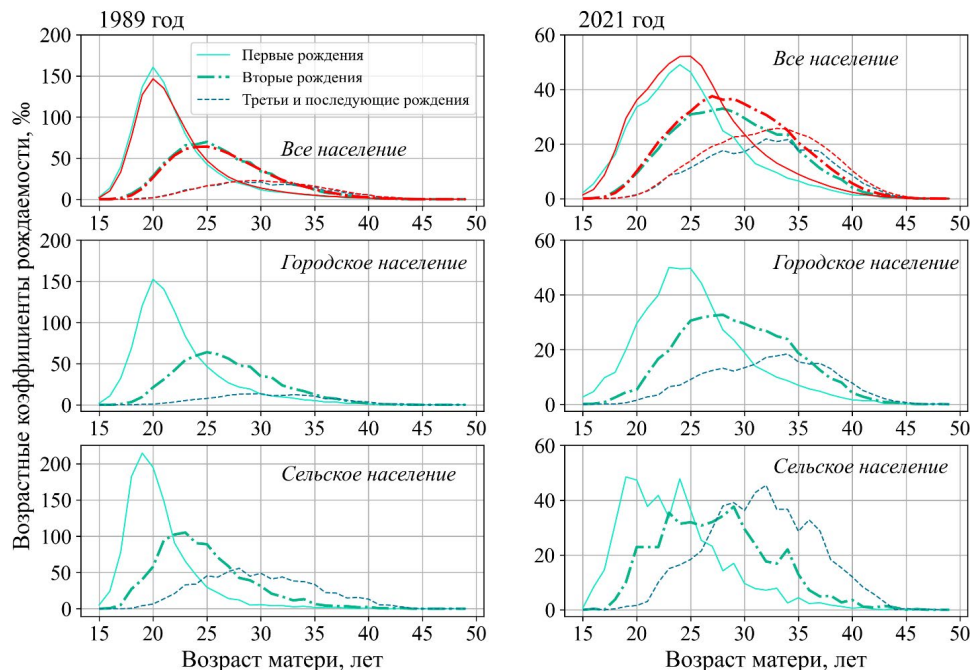 1989 год
2021 год
Возрастные коэффициенты рождаемости, ‰
200
150
100
50
0
Первые рождения
Вторые рождения
Третьи и последующие рождения
Все население
15 20 25 30 35 40 45 50
60
40
20
0
Все население
15 20 25 30 35 40 45 50
200
150
100
50
0
Городское население
15 20 25 30 35 40 45 50
60
40
20
0
Городское население
15 20 25 30 35 40 45 50
200
150
100
50
0
Сельское население
15 20 25 30 35 40 45 50
Возраст матери, лет
60
40
20
0
Сельское население
15 20 25 30 35 40 45 50
Возраст матери, лет